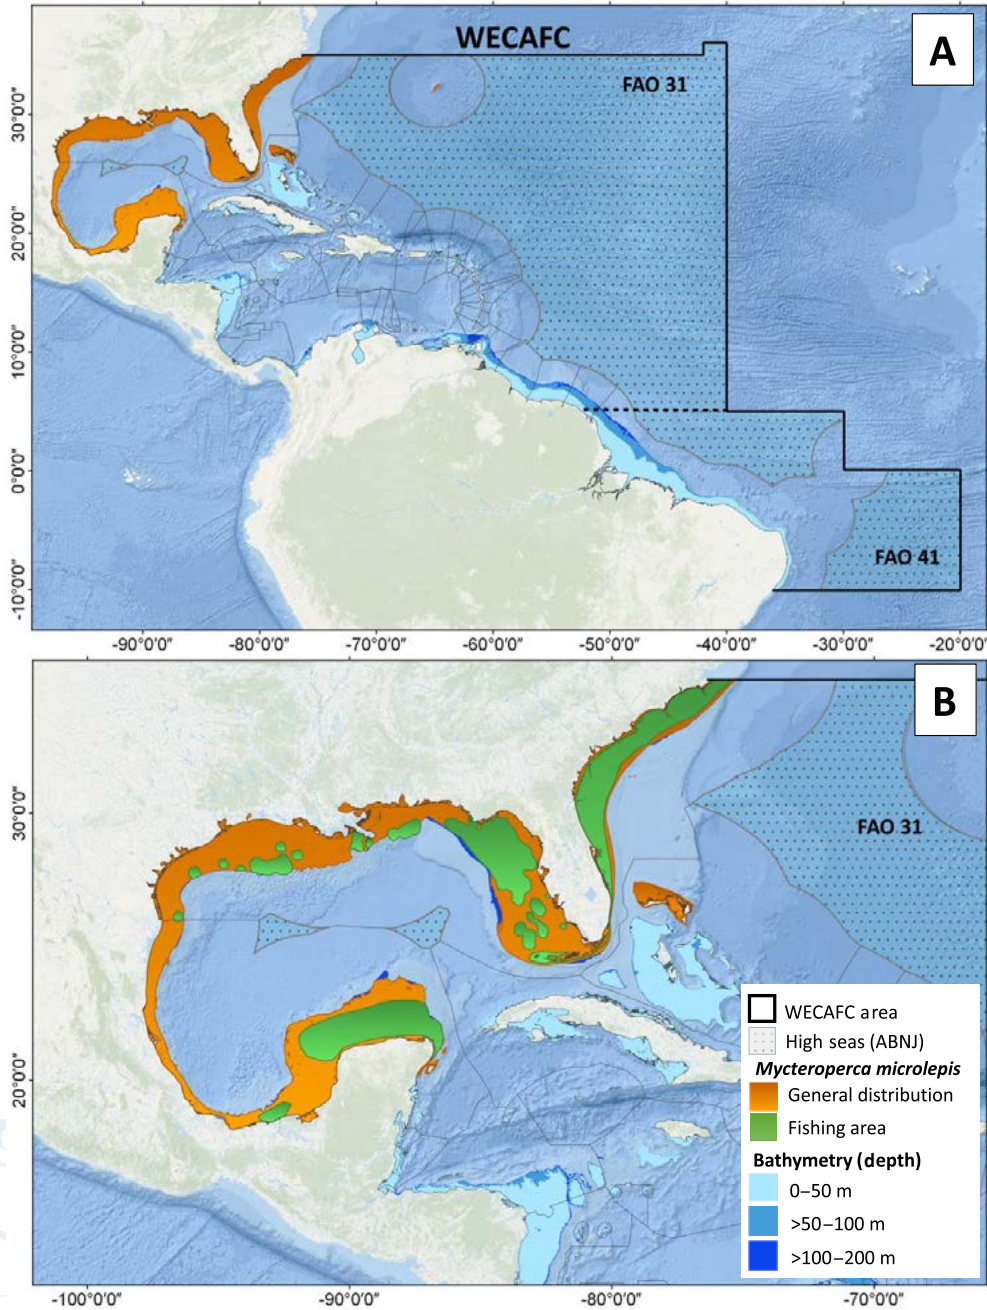 WECAFC
A
FAO 31
30°0'0"
20°0'0"
10°0'0"
0°0'0"
-10°0'0"
FAO 41
-90°0'0"
-80°0'0"
-70°0'0"
-60°0'0"
-50°0'0"
-40°0'0"
-30°0'0"
-20°0'0"
B
30°0'0"
FAO 31
20°0'0"
WECAFC area
High seas (ABNJ)
Mycteroperca microlepis
General distribution
Fishing area
Bathymetry (depth)
0–50 m
>50–100 m
>100–200 m
-100°0'0"
-90°0'0"
-80°0'0"
-70°0'0"